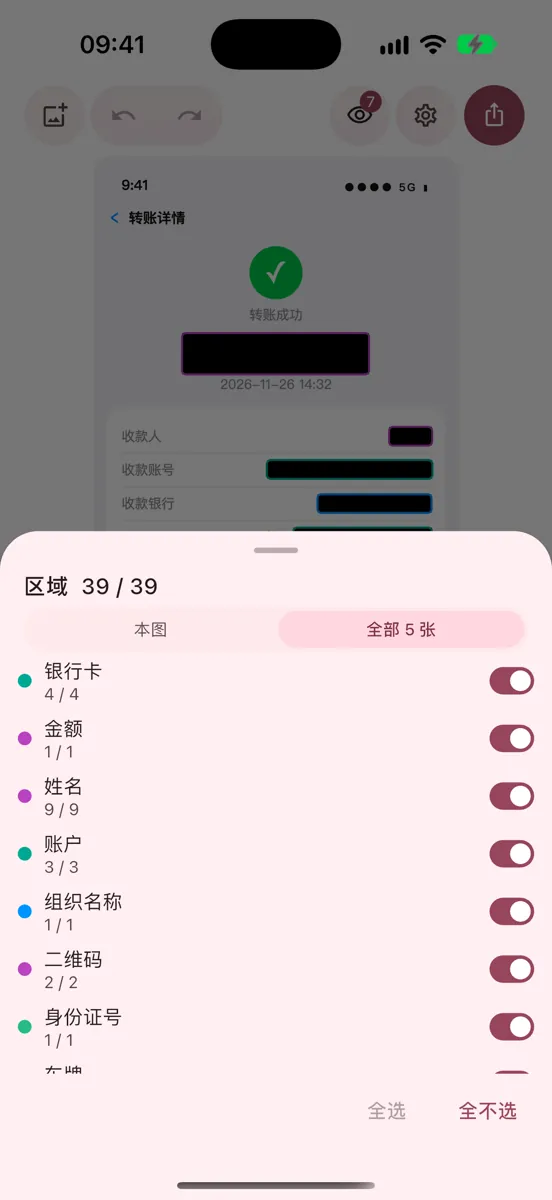 09:41
7
9:41
5G
转账详情
转账成功
2026-11-26 14:32
收款人
收款账号
收款银行
区域 39 / 39
本图
全部 5 张
银行卡
4 / 4
金额
1 / 1
姓名
9 / 9
账户
3 / 3
组织名称
1 / 1
二维码
2 / 2
身份证号
1 / 1
全选
全不选